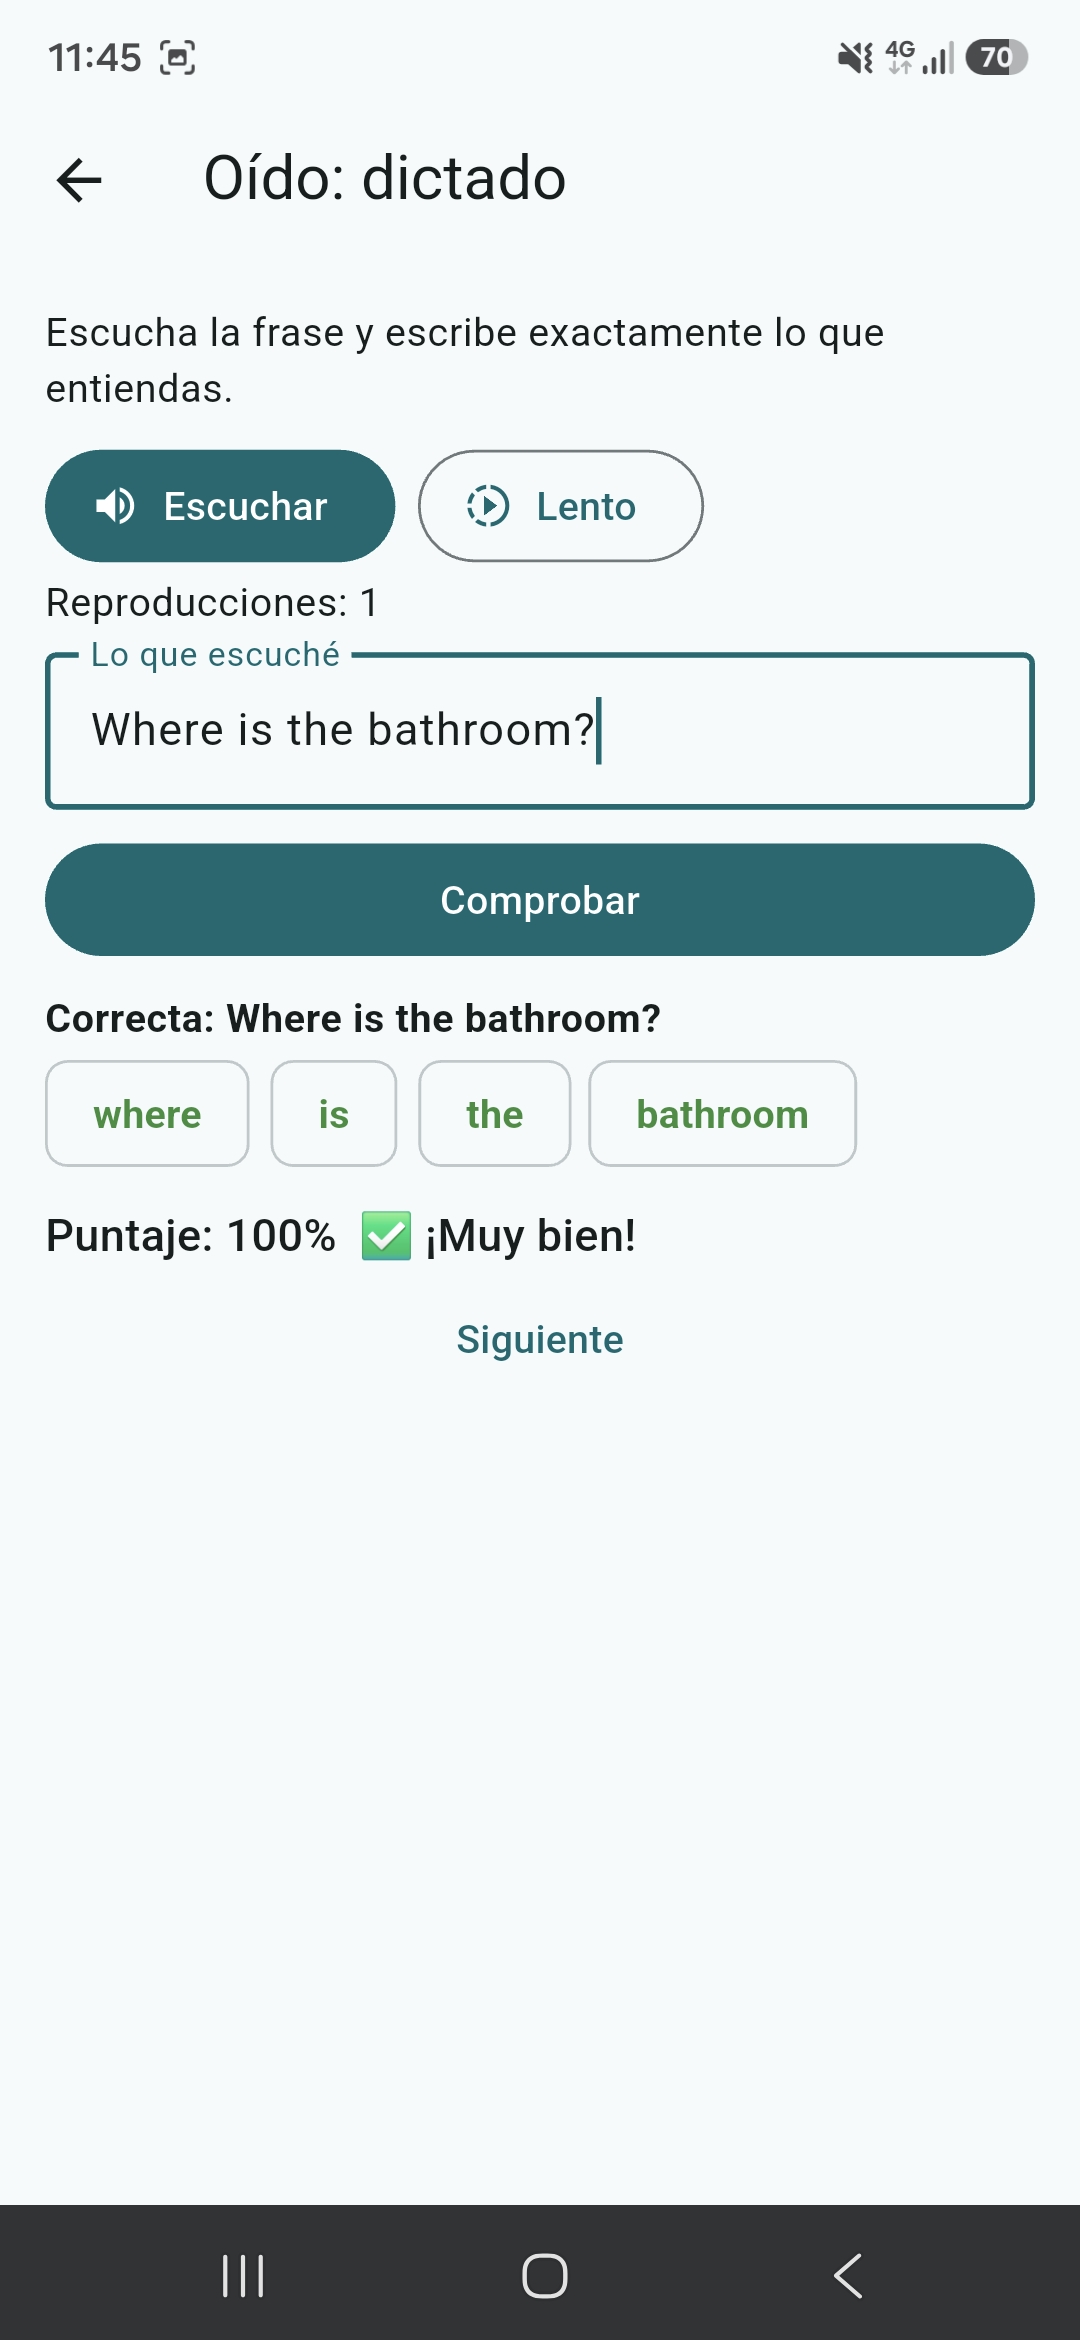 11:45
4G
70
Oído: dictado
Escucha la frase y escribe exactamente lo que
entiendas.
Escuchar
Lento
Reproducciones: 1
Lo que escuché
Where is the bathroom?
Comprobar
Correcta: Where is the bathroom?
where is the bathroom
Puntaje: 100% ✅ ¡Muy bien!
Siguiente